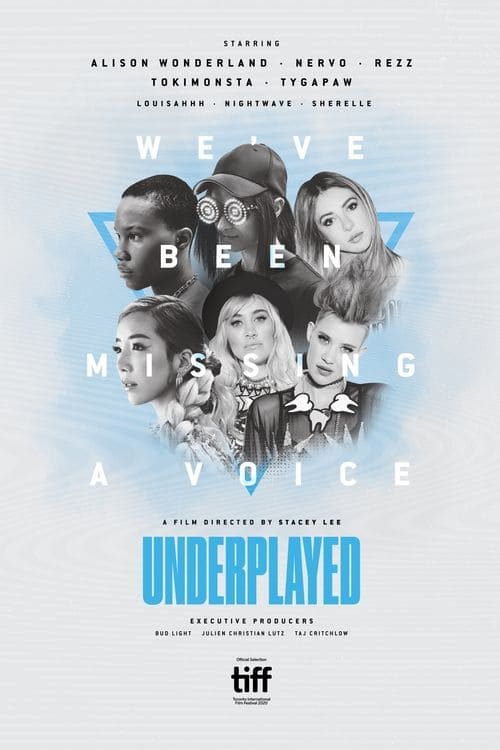 STARRING
ALISON WONDERLAND · NERVO · REZZ
TOKIMONSTA · TYGAPAW
LOUISAHHH · NIGHTWAVE · SHERELLE
WE'VE
BEEN
MISSING
A VOICE
A FILM DIRECTED BY STACEY LEE
UNDERPLAYED
EXECUTIVE PRODUCERS
BUD LIGHT JULIEN CHRISTIAN LUTZ TAJ CRITCHLOW
Official Selection
tiff
Toronto International
Film Festival 2020